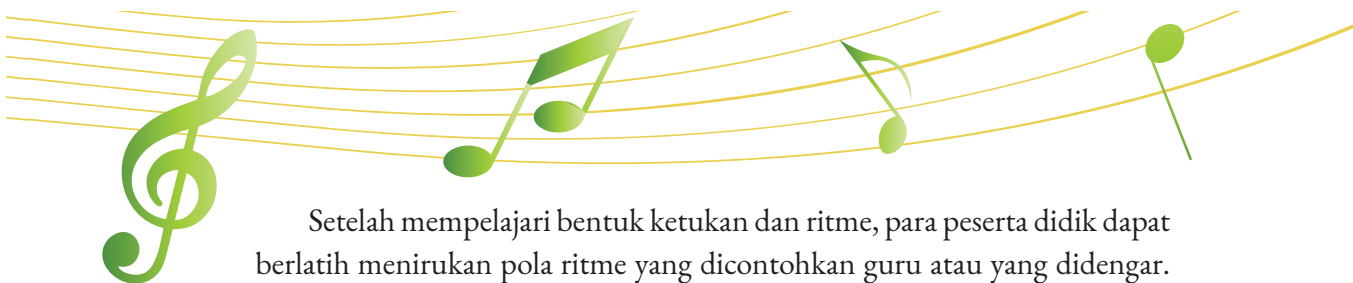 Setelah mempelajari bentuk ketukan dan ritme, para peserta didik dapat
berlatih menirukan pola ritme yang dicontohkan guru atau yang didengar.